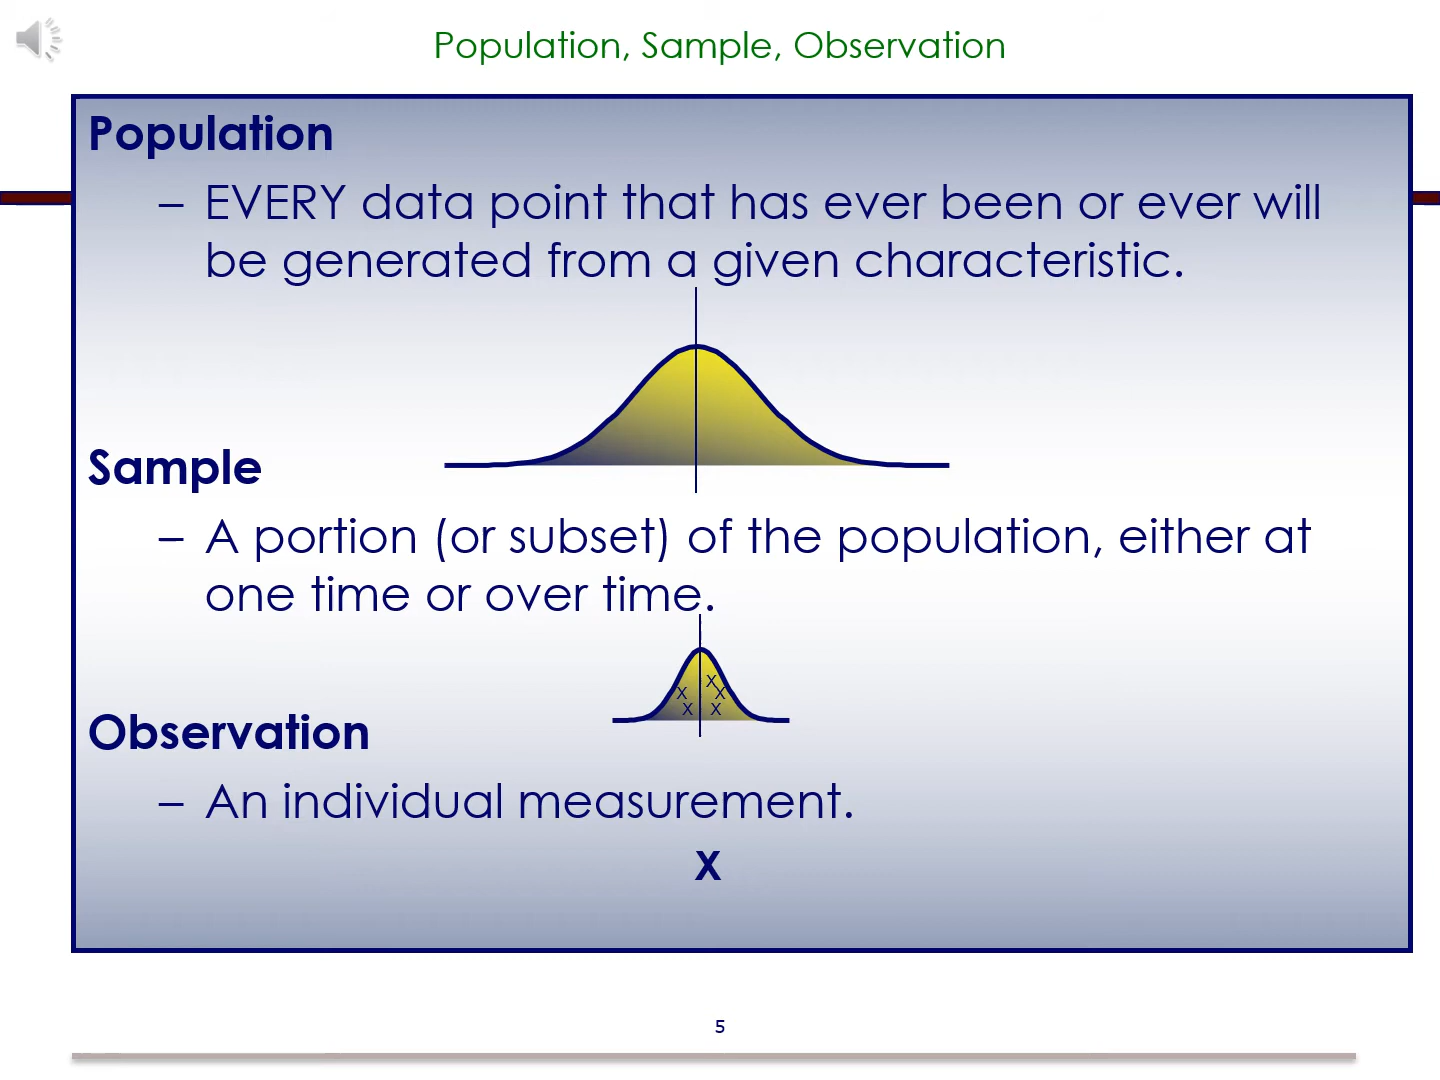 Population, Sample, Observation
Population
– EVERY data point that has ever been or ever will
be generated from a given characteristic.
Sample
– A portion (or subset) of the population, either at
one time or over time.
X
X X
X X
Observation
– An individual measurement.
X
5